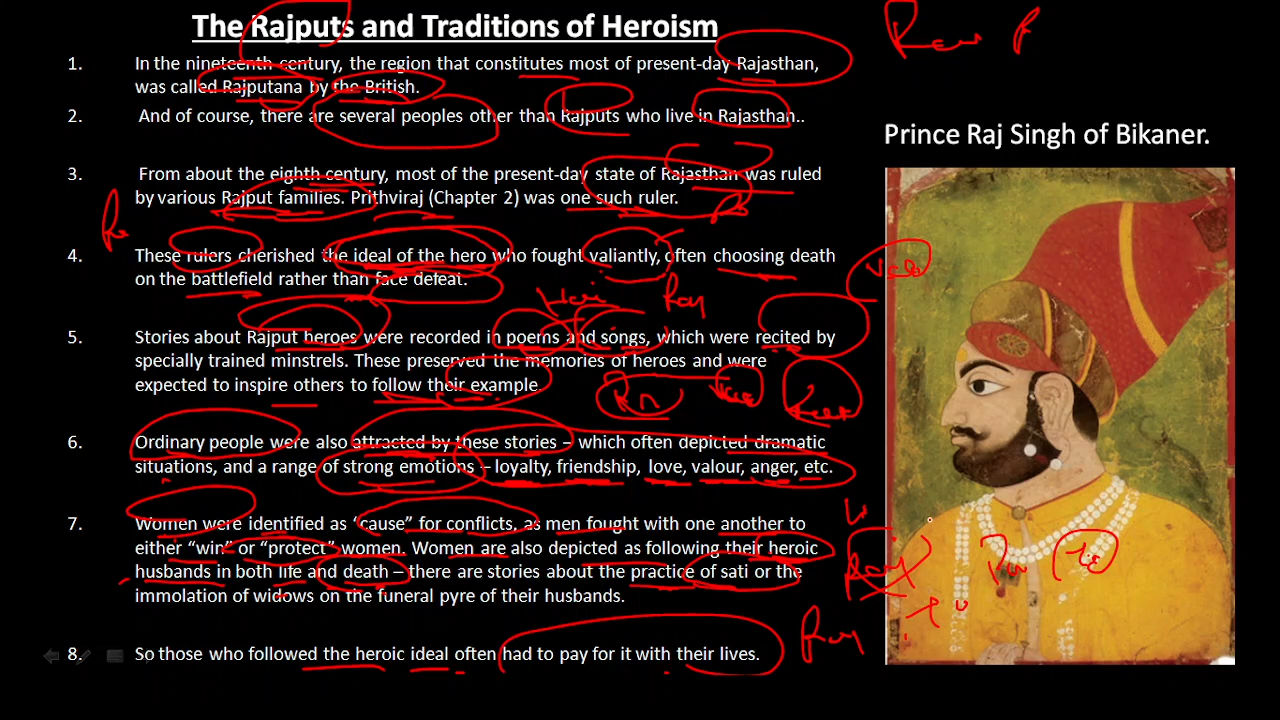 The Rajputs and Traditions of Heroism
1. In the nineteenth century, the region that constitutes most of present-day Rajasthan,
was called Rajputana by the British.
2. And of course, there are several peoples other than Rajputs who live in Rajasthan..
Prince Raj Singh of Bikaner.
3. From about the eighth century, most of the present-day state of Rajasthan was ruled
by various Rajput families. Prithviraj (Chapter 2) was one such ruler.
4. These rulers cherished the ideal of the hero who fought valiantly, often choosing death
on the battlefield rather than face defeat.
5. Stories about Rajput heroes were recorded in poems and songs, which were recited by
specially trained minstrels. These preserved the memories of heroes and were
expected to inspire others to follow their example.
6. Ordinary people were also attracted by these stories – which often depicted dramatic
situations, and a range of strong emotions – loyalty, friendship, love, valour, anger, etc.
7. Women were identified as “cause” for conflicts, as men fought with one another to
either “win” or “protect” women. Women are also depicted as following their heroic
husbands in both life and death – there are stories about the practice of sati or the
immolation of widows on the funeral pyre of their husbands.
8. So those who followed the heroic ideal often had to pay for it with their lives.